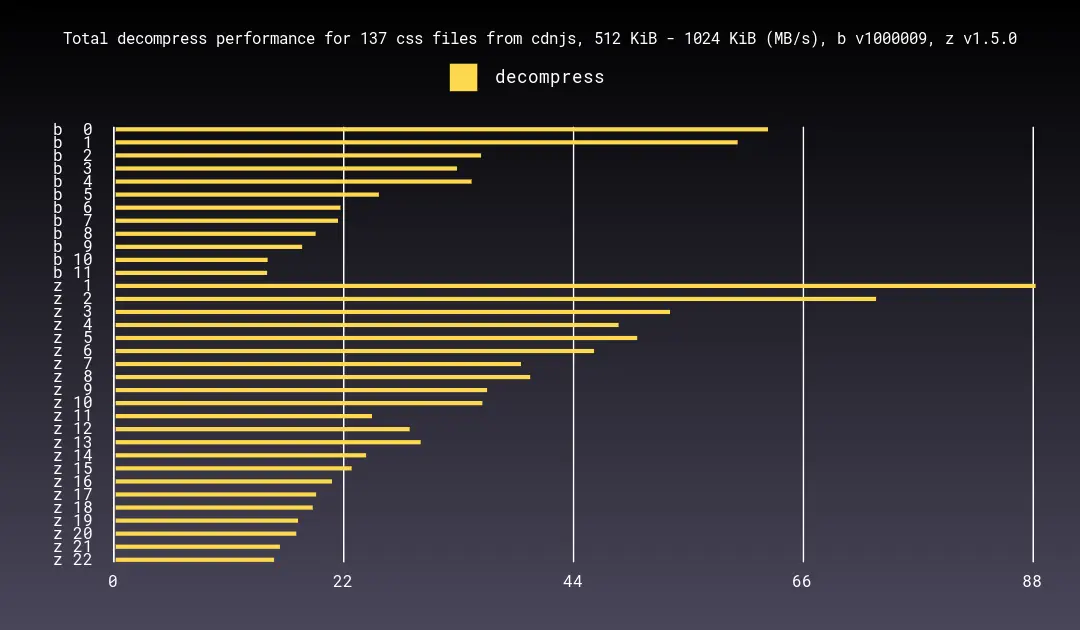 Total decompress performance for 137 css files from cdnjs, 512 KiB - 1024 KiB (MB/s), b v1000009, z v1.5.0
decompress
b 0
b 1
b 2
b 3
b 4
b 5
b 6
b 7
b 8
b 9
b 10
b 11
z 1
z 2
z 3
z 4
z 5
z 6
z 7
z 8
z 9
z 10
z 11
z 12
z 13
z 14
z 15
z 16
z 17
z 18
z 19
z 20
z 21
z 22
0 22 44 66 88